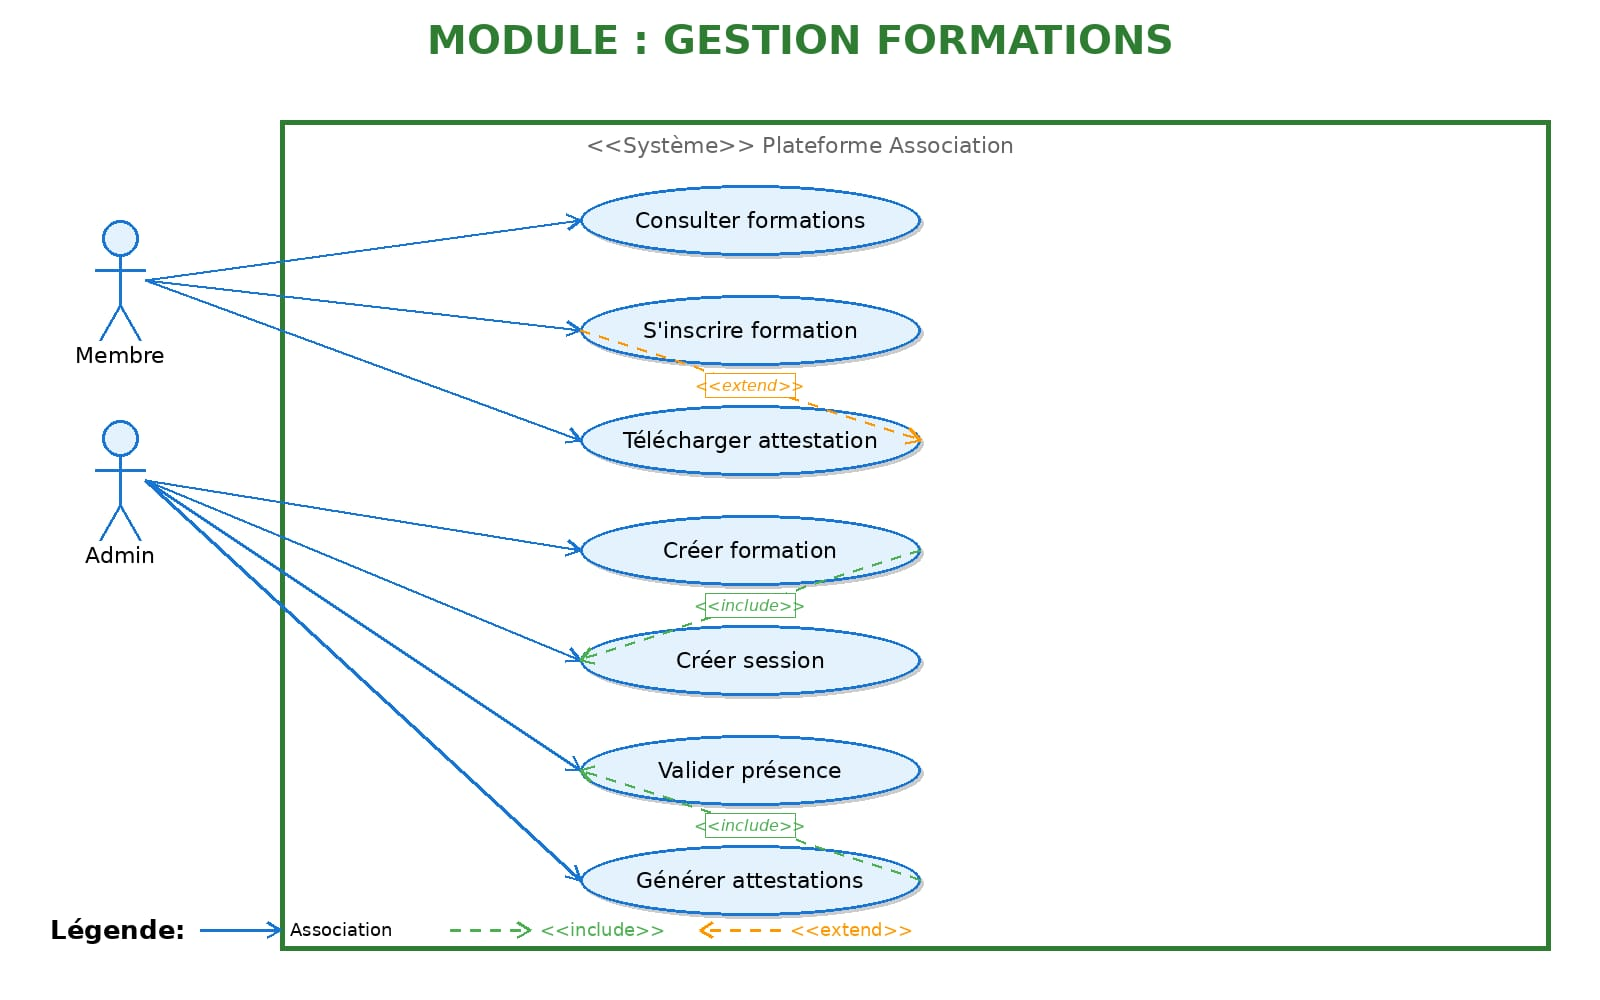 MODULE : GESTION FORMATIONS
<<Système>> Plateforme Association
Consulter formations
S'inscrire formation
Membre
<<extend>>
Télécharger attestation
Créer formation
Admin
<<include>>
Créer session
Valider présence
<<include>>
Générer attestations
Légende: Association <<include>> <<extend>>